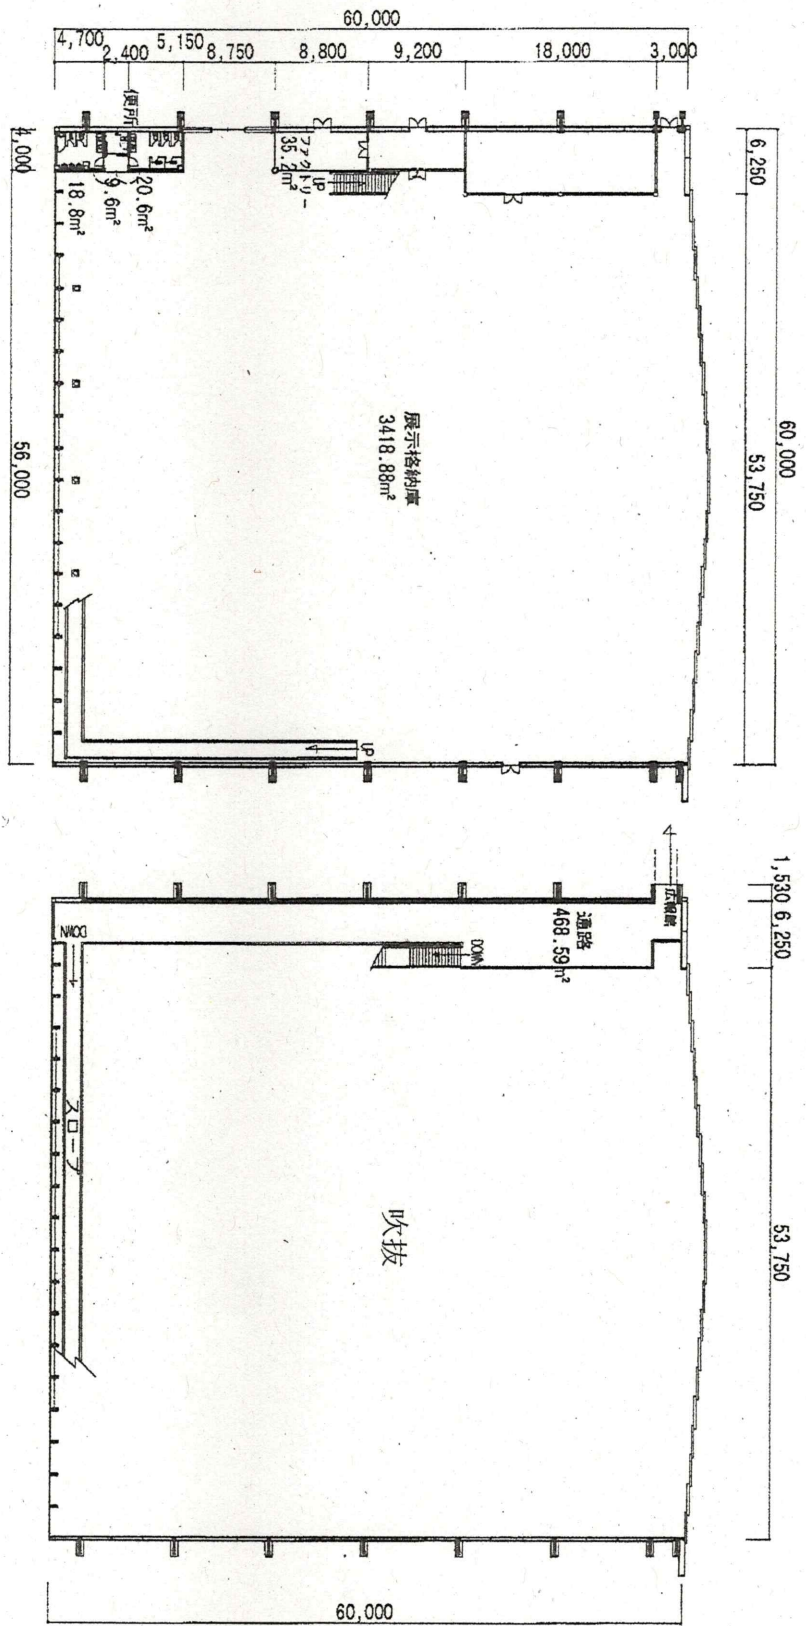 60,000
4,700
2,400
5,150
8,750
8,800
9,200
18,000
3,000
便所
4,000
56,000
18.8m²
9.6m²
20.6m²
ファクトリー
35.2m²
UP
6,250
53,750
60,000
展示格納庫
3418.88m²
UP
1,530
6,250
53,750
広報館
通路
468.59m²
DOWN
DOWN
スロープ
吹抜
60,000